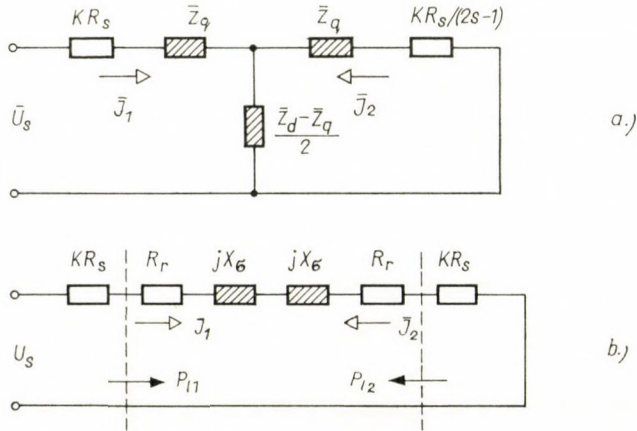 KR_s Z̄_q Z̄_q KR_s/(2s-1)
J̄_1 J̄_2
Ū_s (Z̄_d-Z̄_q)/2 a.)
KR_s R_r jX_σ jX_σ R_r KR_s
J_1 J̄_2
U_s b.)
P_l1 P_l2